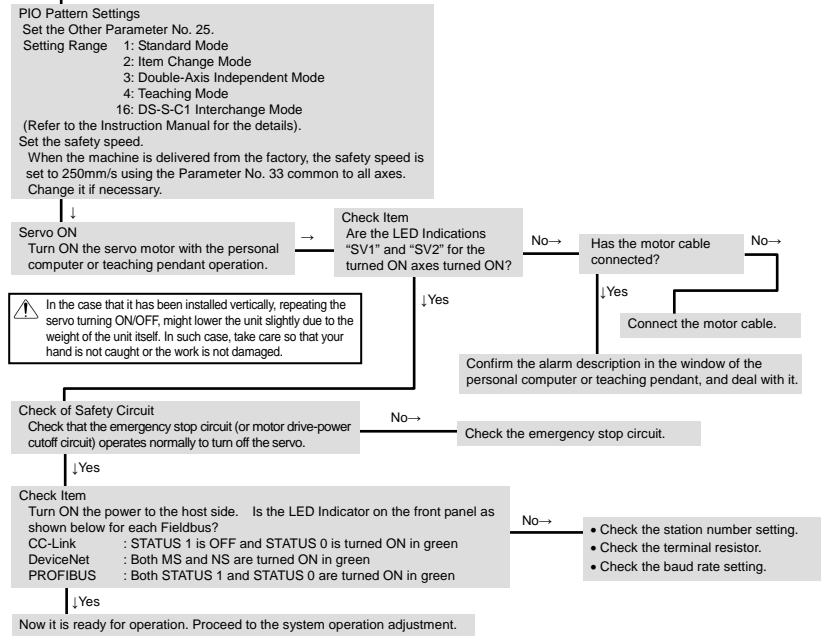 PIO Pattern Settings
Set the Other Parameter No. 25.
Setting Range 1: Standard Mode
2: Item Change Mode
3: Double-Axis Independent Mode
4: Teaching Mode
16: DS-S-C1 Interchange Mode
(Refer to the Instruction Manual for the details).
Set the safety speed.
When the machine is delivered from the factory, the safety speed is
set to 250mm/s using the Parameter No. 33 common to all axes.
Change it if necessary.
↓
Servo ON
Turn ON the servo motor with the personal
computer or teaching pendant operation.
→
Check Item
Are the LED Indications
“SV1” and “SV2” for the
turned ON axes turned ON?
No→
Has the motor cable
connected?
No→
↓Yes
Connect the motor cable.
↓Yes
Confirm the alarm description in the window of the
personal computer or teaching pendant, and deal with it.
In the case that it has been installed vertically, repeating the
servo turning ON/OFF, might lower the unit slightly due to the
weight of the unit itself. In such case, take care so that your
hand is not caught or the work is not damaged.
Check of Safety Circuit
Check that the emergency stop circuit (or motor drive-power
cutoff circuit) operates normally to turn off the servo.
No→
Check the emergency stop circuit.
↓Yes
Check Item
Turn ON the power to the host side. Is the LED Indicator on the front panel as
shown below for each Fieldbus?
CC-Link : STATUS 1 is OFF and STATUS 0 is turned ON in green
DeviceNet : Both MS and NS are turned ON in green
PROFIBUS : Both STATUS 1 and STATUS 0 are turned ON in green
No→
• Check the station number setting.
• Check the terminal resistor.
• Check the baud rate setting.
↓Yes
Now it is ready for operation. Proceed to the system operation adjustment.